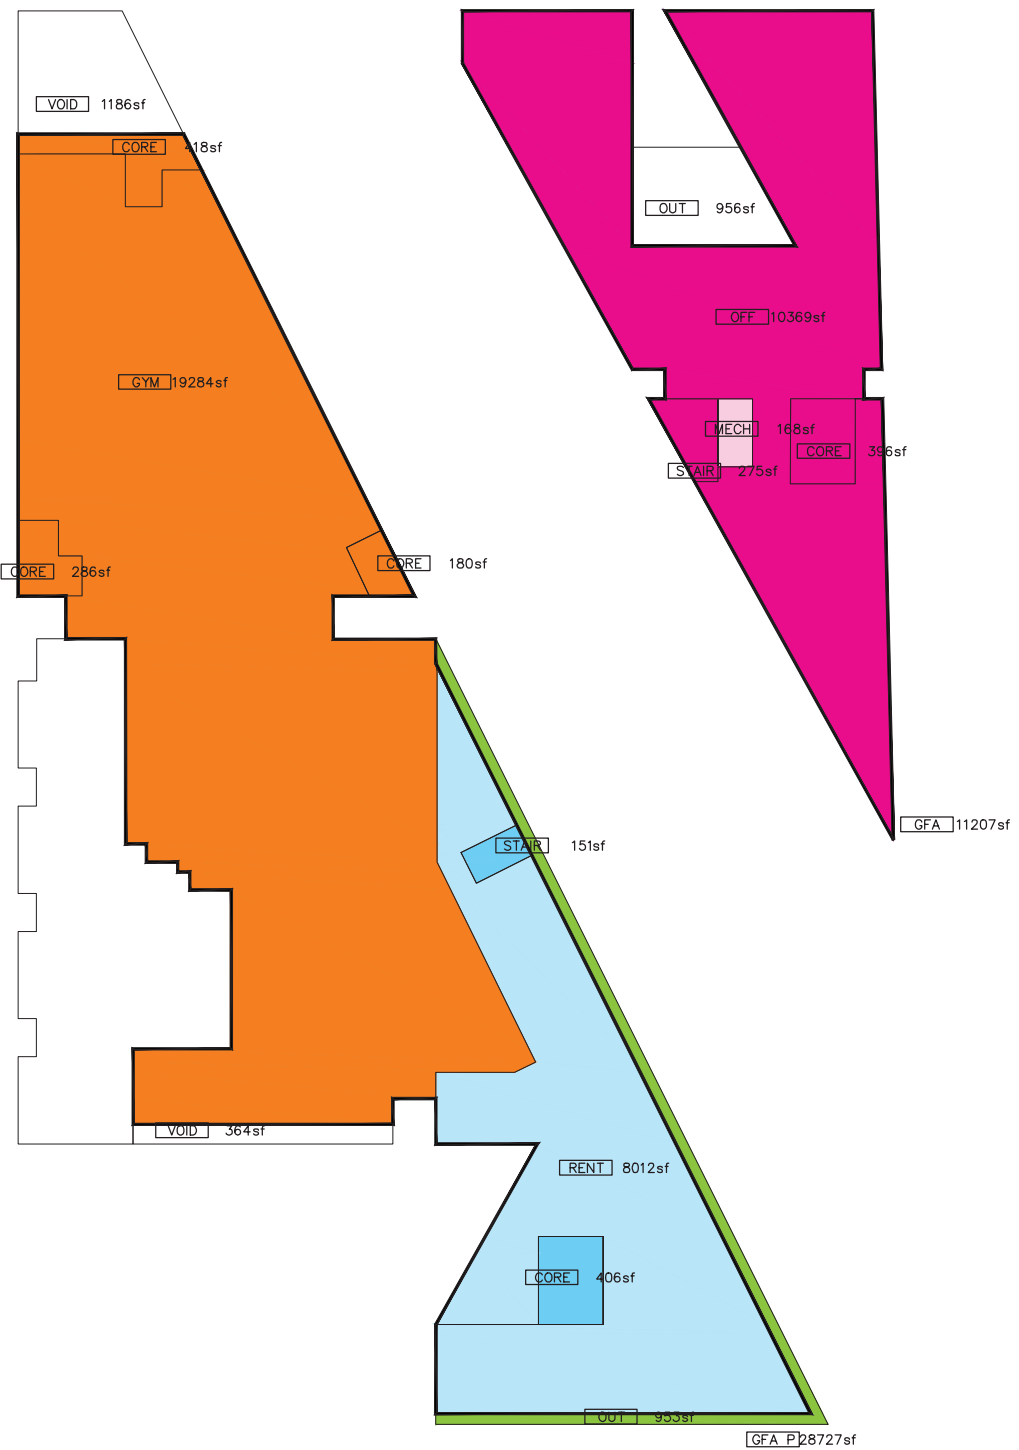 VOID 1186sf
CORE 418sf
OUT 956sf
OFF 10369sf
GYM 19284sf
MECH 168sf
CORE 396sf
STAIR 275sf
CORE 180sf
CORE 286sf
GFA 11207sf
STAIR 151sf
VOID 364sf
RENT 8012sf
CORE 406sf
OUT 953sf
GFA P 28727sf